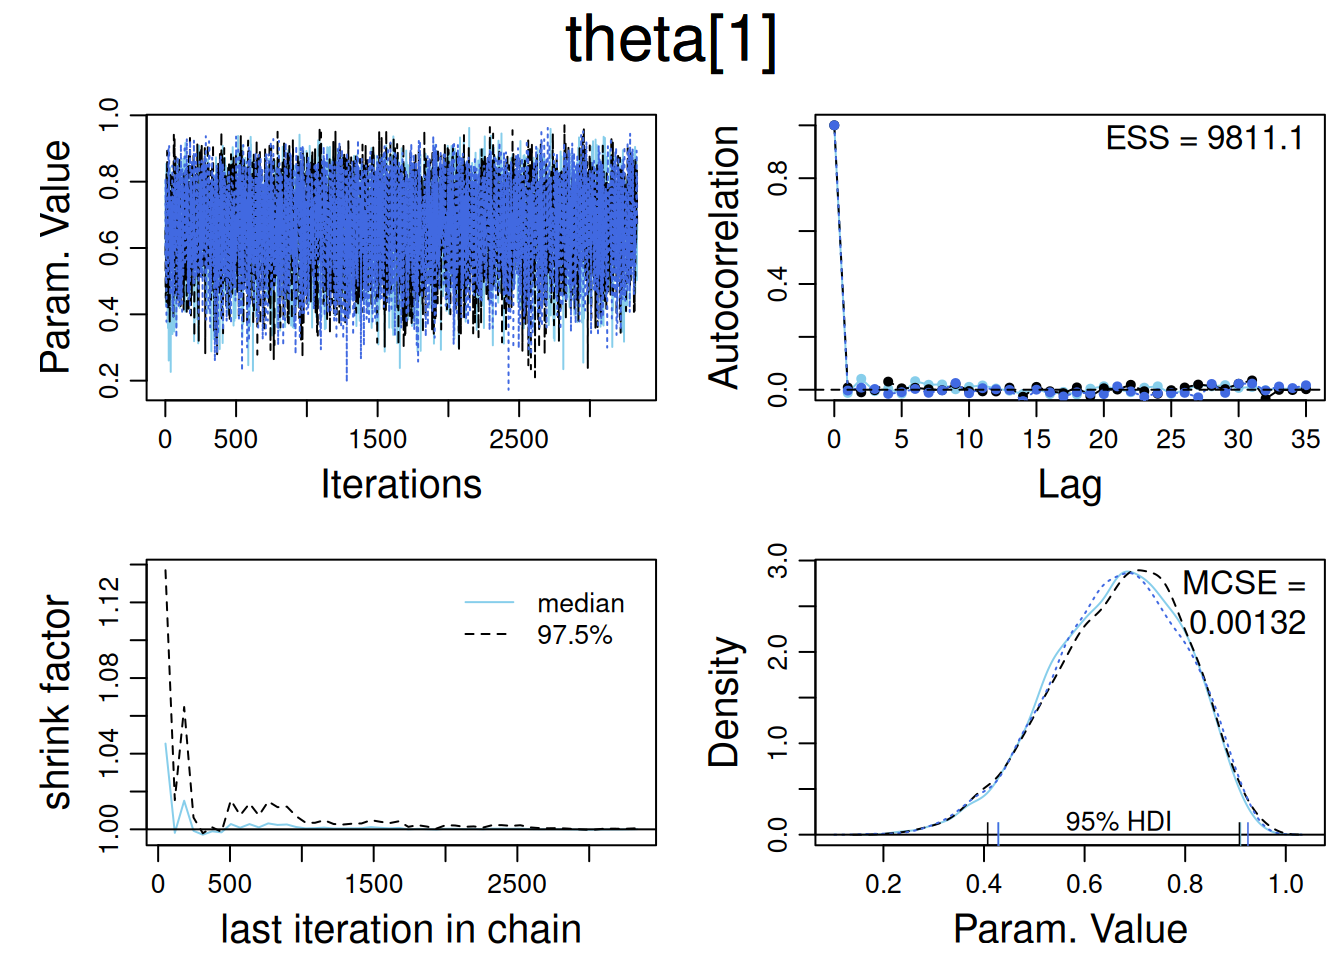 theta[1]
Param. Value
1.0
0.8
0.6
0.4
0.2
0 500 1500 2500
Iterations
Autocorrelation
0.8
0.4
0.0
ESS = 9811.1
0 5 10 15 20 25 30 35
Lag
shrink factor
1.12
1.08
1.04
1.00
median
97.5%
0 500 1500 2500
last iteration in chain
Density
3.0
2.0
1.0
0.0
MCSE =
0.00132
95% HDI
0.2 0.4 0.6 0.8 1.0
Param. Value